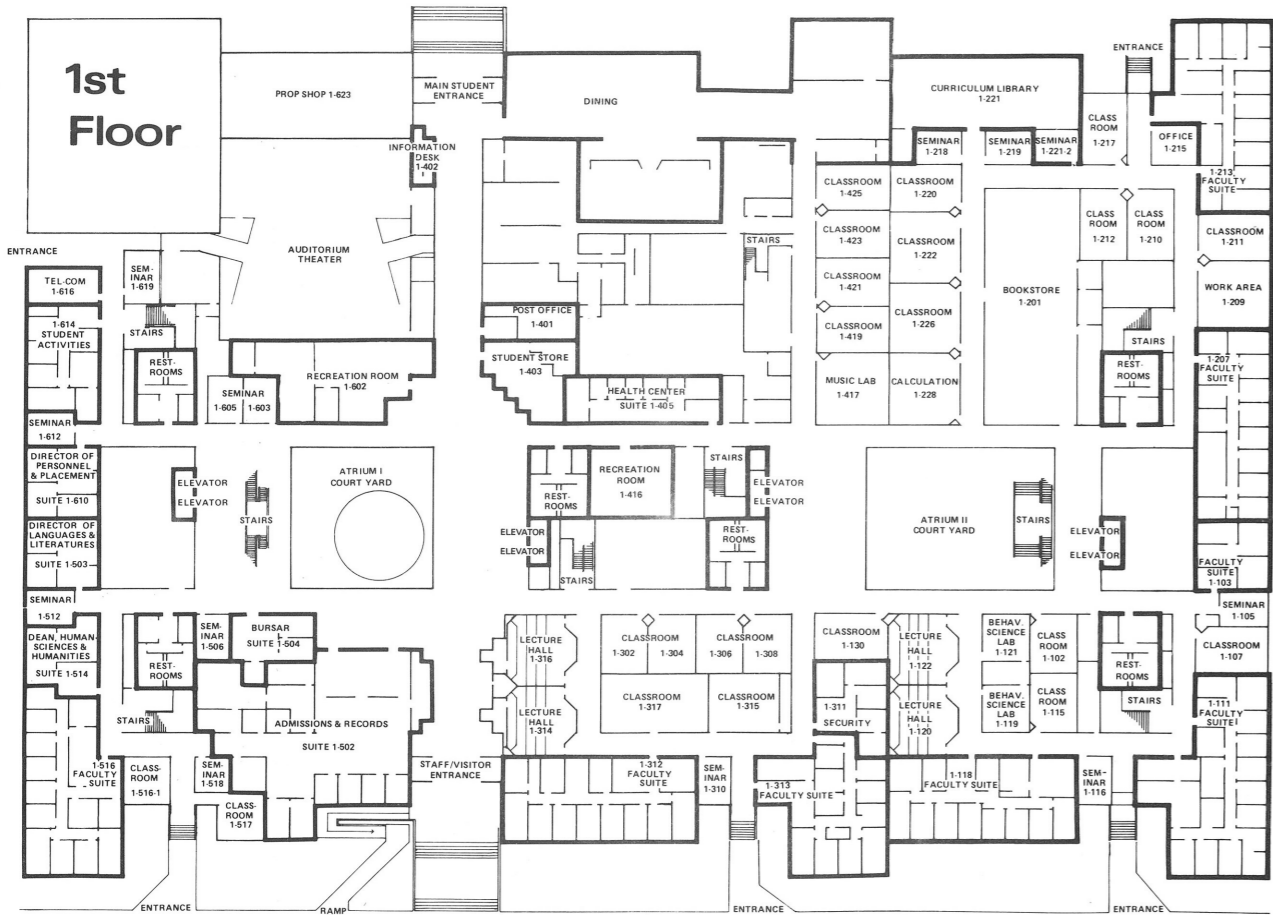 1st
Floor
PROP SHOP 1-623
MAIN STUDENT
ENTRANCE
DINING
CURRICULUM LIBRARY
1-221
ENTRANCE
CLASS
ROOM
1-217
OFFICE
1-215
INFORMATION
DESK
1-402
SEMINAR
1-218
SEMINAR
1-219
SEMINAR
1-221-2
1-213
FACULTY
SUITE
CLASSROOM
1-425
CLASSROOM
1-220
CLASS
ROOM
1-212
CLASS
ROOM
1-210
CLASSROOM
1-211
ENTRANCE
AUDITORIUM
THEATER
STAIRS
CLASSROOM
1-423
CLASSROOM
1-222
SEM-
INAR
1-619
TEL-COM
1-616
CLASSROOM
1-421
BOOKSTORE
1-201
WORK AREA
1-209
1-614
STUDENT
ACTIVITIES
STAIRS
POST OFFICE
1-401
CLASSROOM
1-419
CLASSROOM
1-226
STAIRS
REST-
ROOMS
RECREATION ROOM
1-602
STUDENT STORE
1-403
HEALTH CENTER
SUITE 1-405
MUSIC LAB
1-417
CALCULATION
1-228
REST-
ROOMS
1-207
FACULTY
SUITE
SEMINAR
1-605
1-603
SEMINAR
1-612
DIRECTOR OF
PERSONNEL
& PLACEMENT
SUITE 1-610
ELEVATOR
ELEVATOR
STAIRS
ATRIUM I
COURT YARD
REST-
ROOMS
RECREATION
ROOM
1-416
STAIRS
ELEVATOR
ELEVATOR
ATRIUM II
COURT YARD
STAIRS
ELEVATOR
ELEVATOR
DIRECTOR OF
LANGUAGES &
LITERATURES
SUITE 1-503
ELEVATOR
ELEVATOR
STAIRS
REST-
ROOMS
FACULTY
SUITE
1-103
SEMINAR
1-512
SEMINAR
1-105
DEAN, HUMAN
SCIENCES &
HUMANITIES
SUITE 1-514
REST-
ROOMS
SEM-
INAR
1-506
BURSAR
SUITE 1-504
LECTURE
HALL
1-316
CLASSROOM
1-302
1-304
CLASSROOM
1-306
1-308
CLASSROOM
1-130
LECTURE
HALL
1-122
BEHAV.
SCIENCE
LAB
1-121
CLASS
ROOM
1-102
REST-
ROOMS
CLASSROOM
1-107
STAIRS
ADMISSIONS & RECORDS
SUITE 1-502
LECTURE
HALL
1-314
CLASSROOM
1-317
CLASSROOM
1-315
1-311
SECURITY
LECTURE
HALL
1-120
BEHAV.
SCIENCE
LAB
1-119
CLASS
ROOM
1-115
STAIRS
1-111
FACULTY
SUITE
1-516
FACULTY
SUITE
CLASS-
ROOM
1-516-1
SEM-
INAR
1-518
CLASS-
ROOM
1-517
STAFF/VISITOR
ENTRANCE
1-312
FACULTY
SUITE
SEM-
INAR
1-310
1-313
FACULTY SUITE
1-118
FACULTY SUITE
SEM-
INAR
1-116
ENTRANCE
RAMP
ENTRANCE
ENTRANCE